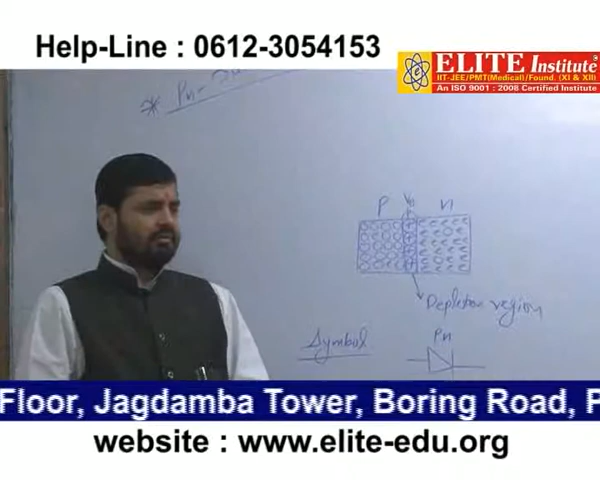 Help-Line : 0612-3054153
ELITE Institute
IIT-JEE/PMT(Medical)/Found. (XI & XII)
An ISO 9001 : 2008 Certified Institute
* Pn-
P n
Depletion region
Symbol
Pn
Floor, Jagdamba Tower, Boring Road, P
website : www.elite-edu.org